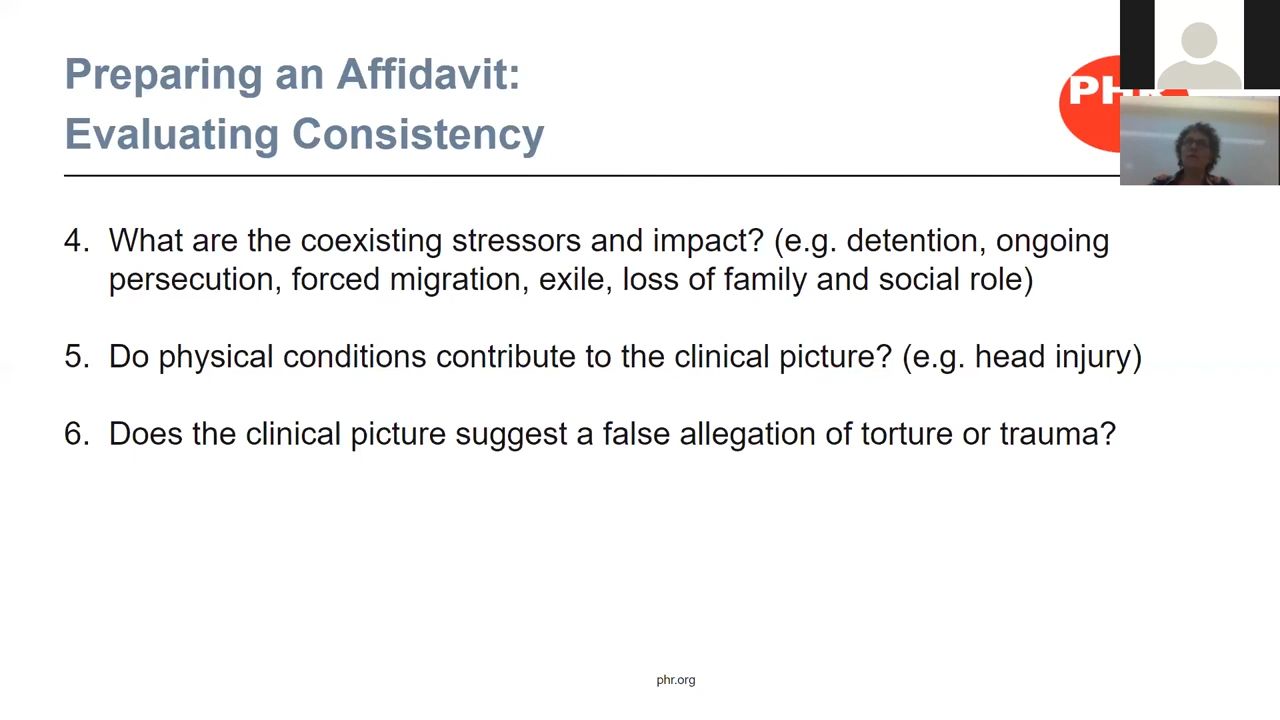 Preparing an Affidavit:
Evaluating Consistency
4. What are the coexisting stressors and impact? (e.g. detention, ongoing
persecution, forced migration, exile, loss of family and social role)
5. Do physical conditions contribute to the clinical picture? (e.g. head injury)
6. Does the clinical picture suggest a false allegation of torture or trauma?
phr.org